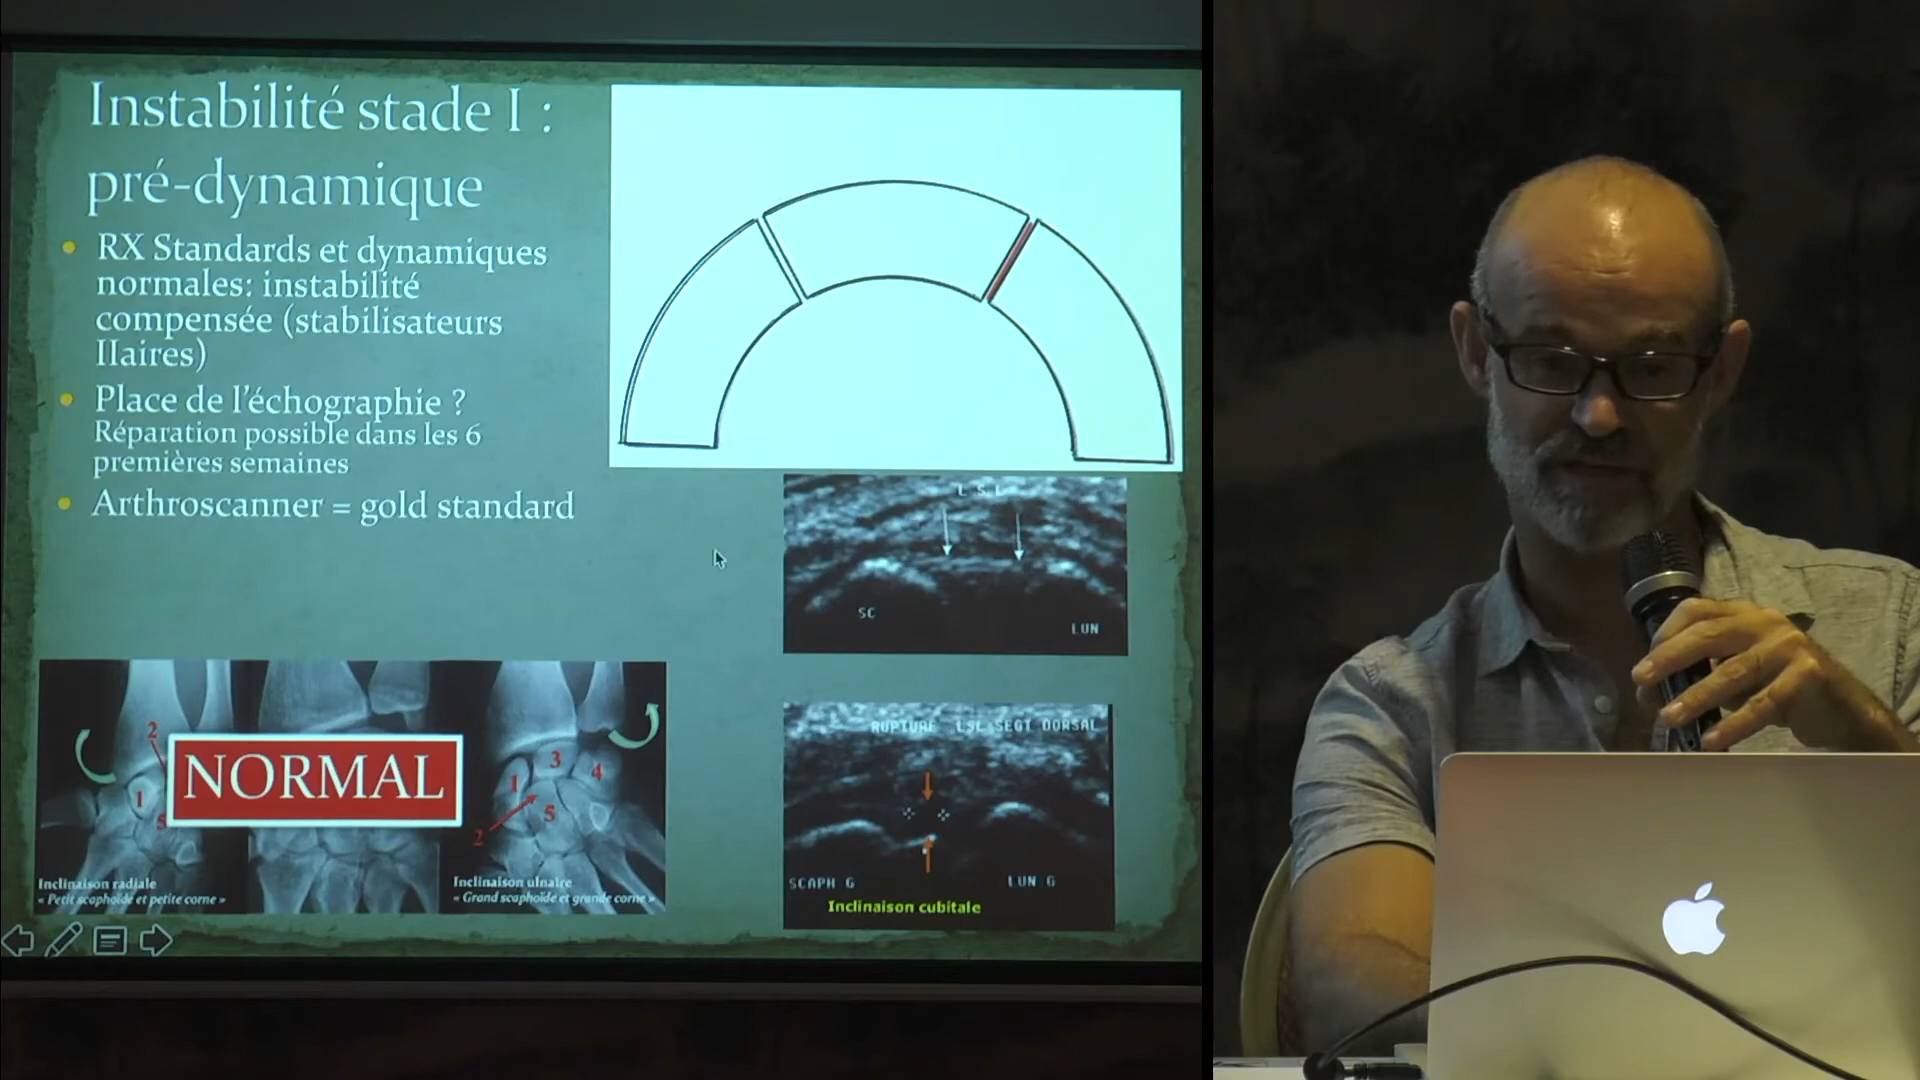 Instabilité stade I :
pré-dynamique
RX Standards et dynamiques
normales: instabilité
compensée (stabilisateurs
IIaires)
Place de l'échographie ?
Réparation possible dans les 6
premières semaines
Arthroscanner = gold standard
L S L
SC
LUN
RUPTURE LSL SEGT DORSAL
SCAPH G
LUN G
Inclinaison cubitale
2
1
5
NORMAL
3
1
4
5
2
Inclinaison radiale
« Petit scaphoïde et petite corne »
Inclinaison ulnaire
« Grand scaphoïde et grande corne »